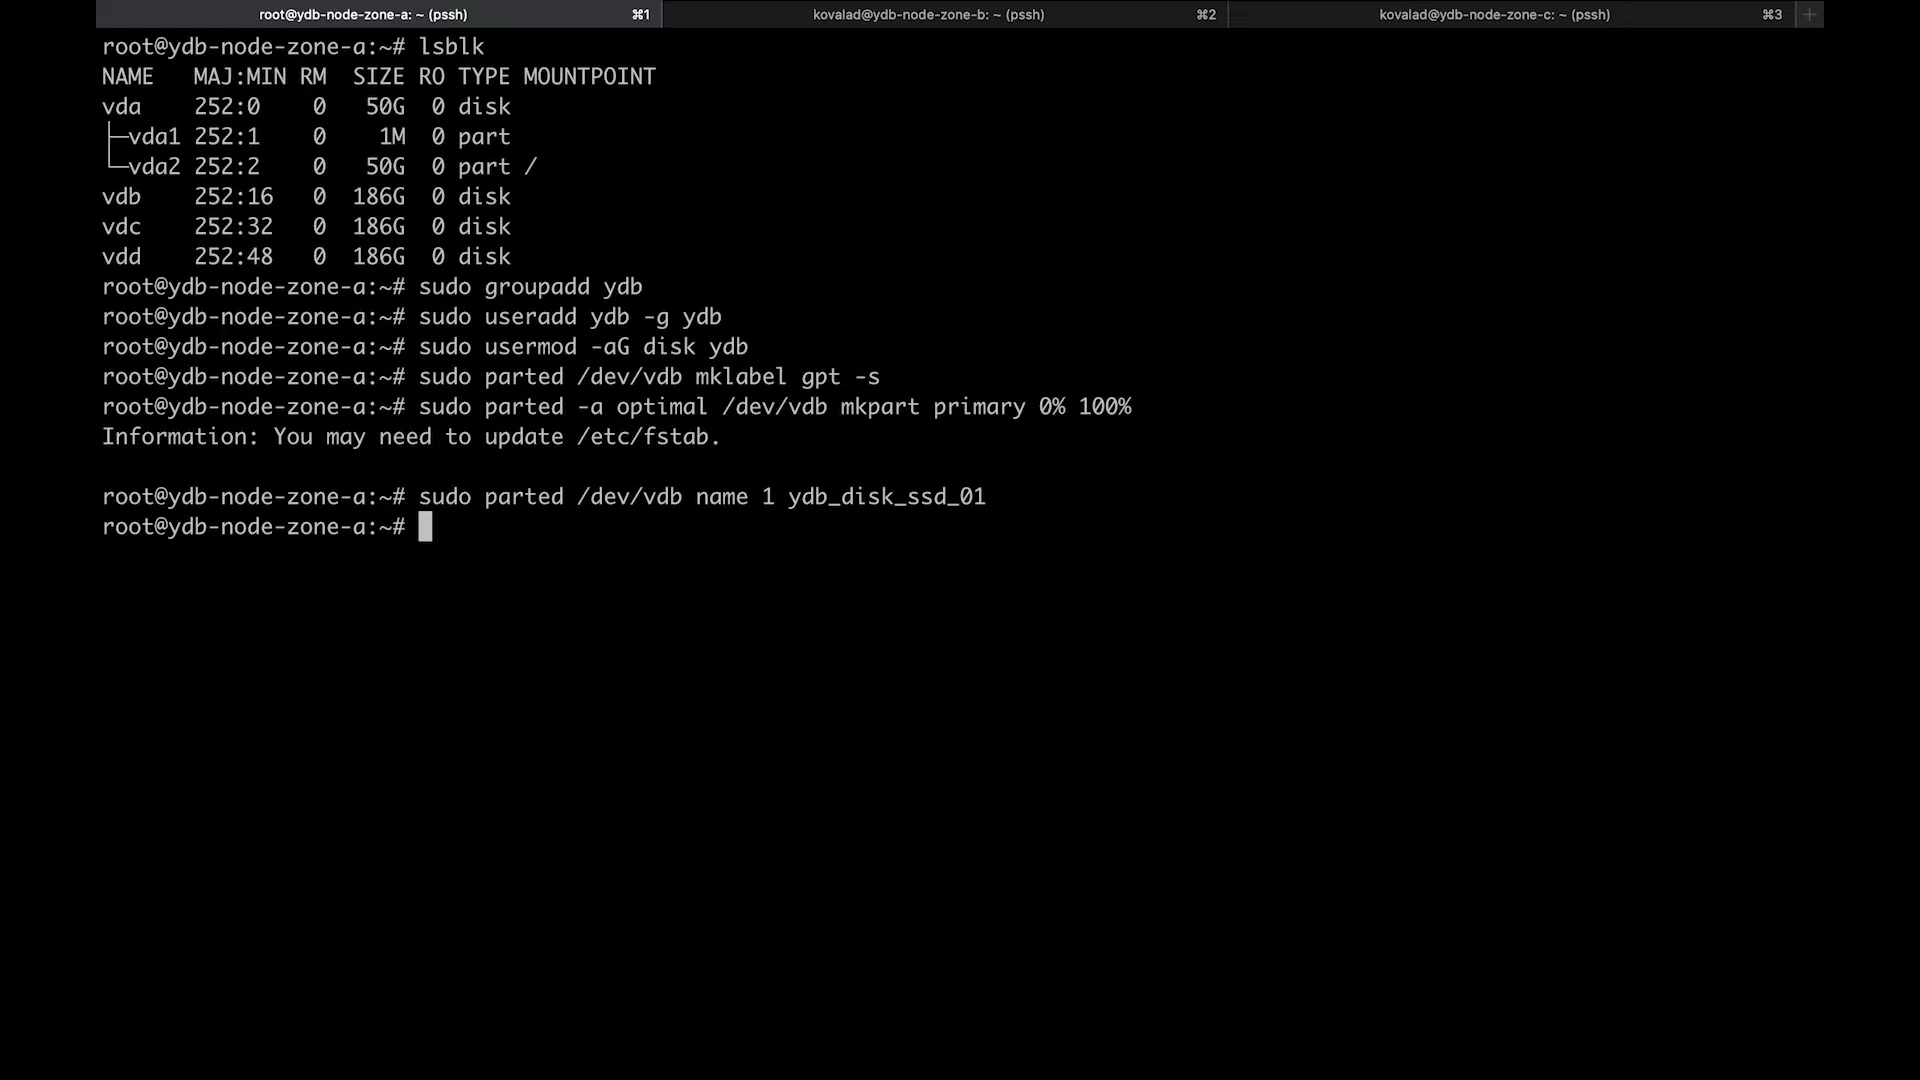 root@ydb-node-zone-a: ~ (pssh) ⌘1 kovalad@ydb-node-zone-b: ~ (pssh) ⌘2 kovalad@ydb-node-zone-c: ~ (pssh) ⌘3 +
root@ydb-node-zone-a:~# lsblk
NAME   MAJ:MIN RM  SIZE RO TYPE MOUNTPOINT
vda    252:0    0   50G  0 disk
├─vda1 252:1    0    1M  0 part
└─vda2 252:2    0   50G  0 part /
vdb    252:16   0  186G  0 disk
vdc    252:32   0  186G  0 disk
vdd    252:48   0  186G  0 disk
root@ydb-node-zone-a:~# sudo groupadd ydb
root@ydb-node-zone-a:~# sudo useradd ydb -g ydb
root@ydb-node-zone-a:~# sudo usermod -aG disk ydb
root@ydb-node-zone-a:~# sudo parted /dev/vdb mklabel gpt -s
root@ydb-node-zone-a:~# sudo parted -a optimal /dev/vdb mkpart primary 0% 100%
Information: You may need to update /etc/fstab.
root@ydb-node-zone-a:~# sudo parted /dev/vdb name 1 ydb_disk_ssd_01
root@ydb-node-zone-a:~#